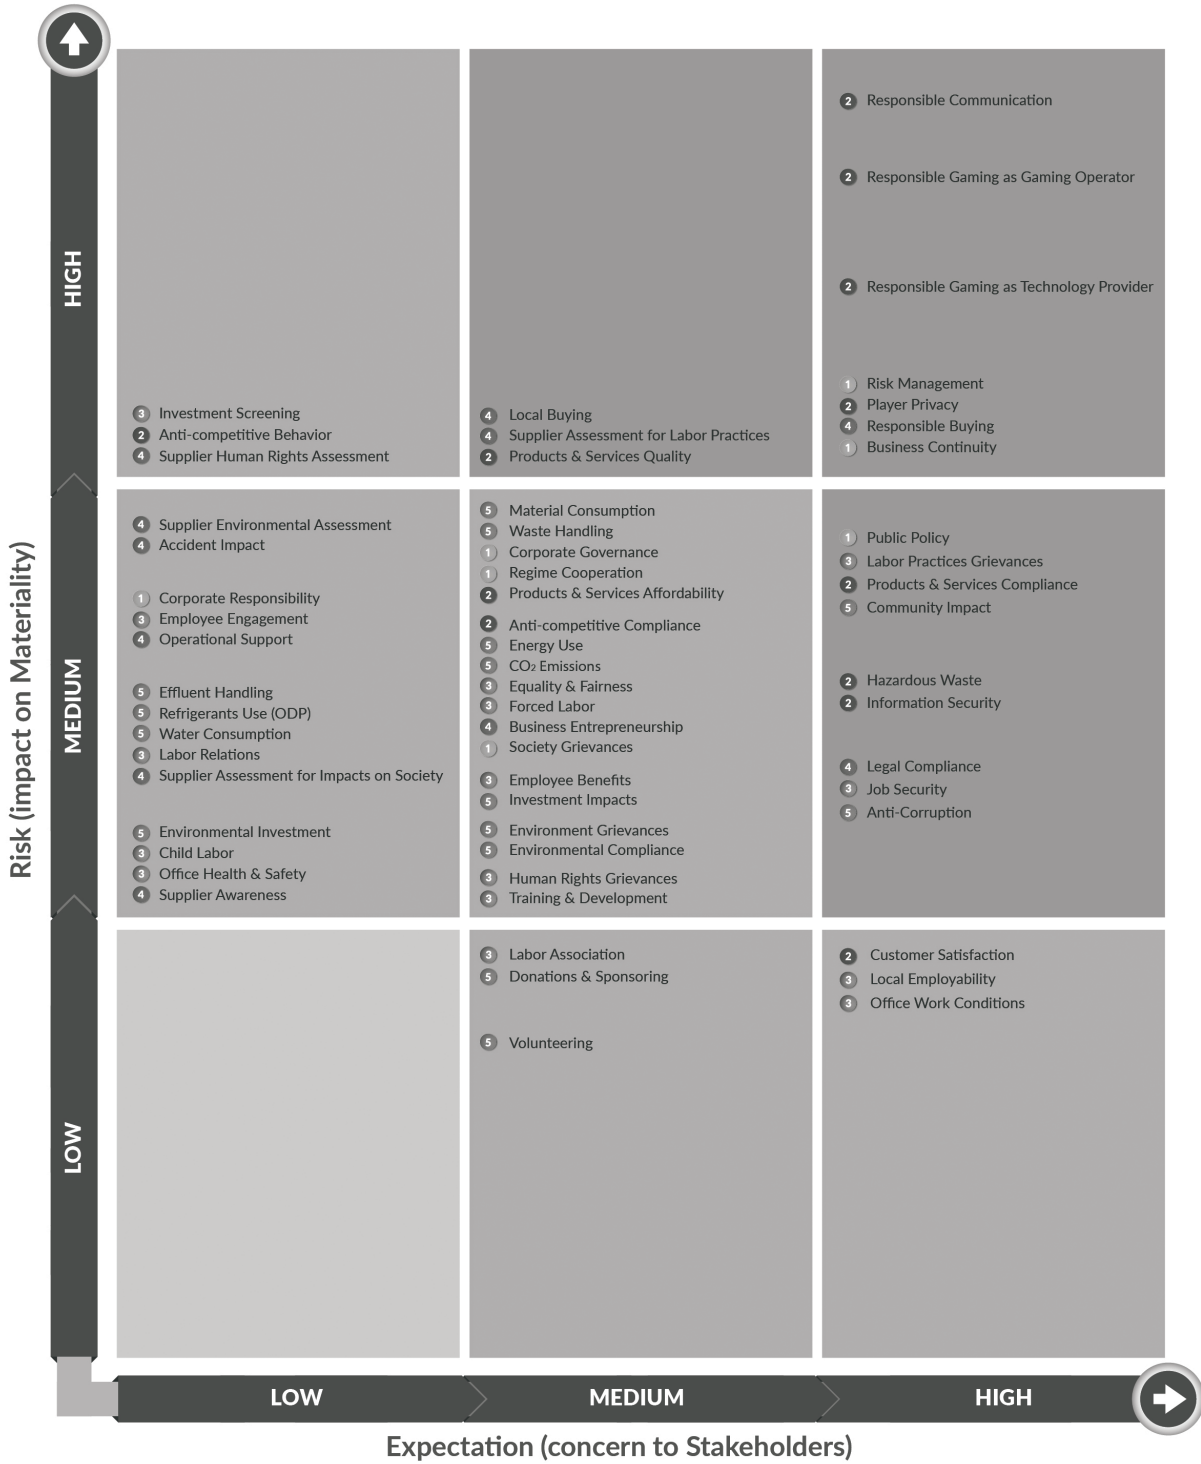 Risk (impact on Materiality)
HIGH
3 Investment Screening
2 Anti-competitive Behavior
4 Supplier Human Rights Assessment
4 Local Buying
4 Supplier Assessment for Labor Practices
2 Products & Services Quality
2 Responsible Communication
2 Responsible Gaming as Gaming Operator
2 Responsible Gaming as Technology Provider
1 Risk Management
2 Player Privacy
4 Responsible Buying
1 Business Continuity
MEDIUM
4 Supplier Environmental Assessment
4 Accident Impact
1 Corporate Responsibility
3 Employee Engagement
4 Operational Support
5 Effluent Handling
5 Refrigerants Use (ODP)
5 Water Consumption
3 Labor Relations
4 Supplier Assessment for Impacts on Society
5 Environmental Investment
3 Child Labor
3 Office Health & Safety
4 Supplier Awareness
5 Material Consumption
5 Waste Handling
1 Corporate Governance
1 Regime Cooperation
2 Products & Services Affordability
2 Anti-competitive Compliance
5 Energy Use
5 CO₂ Emissions
3 Equality & Fairness
3 Forced Labor
4 Business Entrepreneurship
1 Society Grievances
3 Employee Benefits
5 Investment Impacts
5 Environment Grievances
5 Environmental Compliance
3 Human Rights Grievances
3 Training & Development
1 Public Policy
3 Labor Practices Grievances
2 Products & Services Compliance
5 Community Impact
2 Hazardous Waste
2 Information Security
4 Legal Compliance
3 Job Security
5 Anti-Corruption
LOW
3 Labor Association
5 Donations & Sponsoring
5 Volunteering
2 Customer Satisfaction
3 Local Employability
3 Office Work Conditions
LOW
MEDIUM
HIGH
Expectation (concern to Stakeholders)